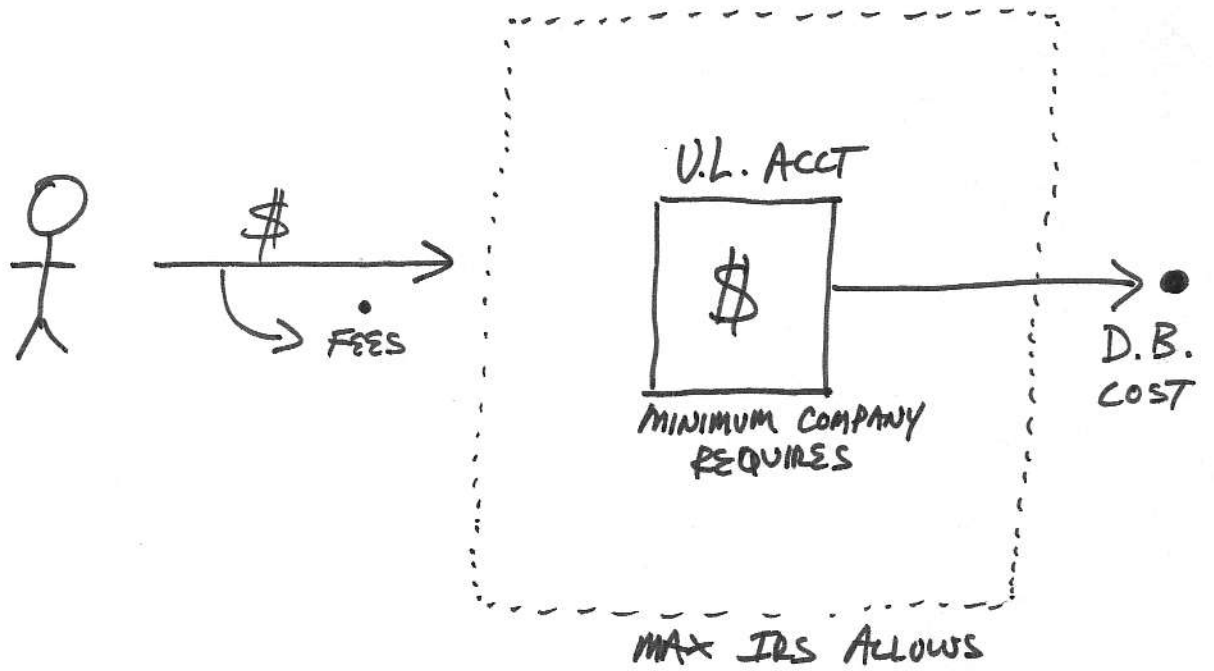 $
FEES
U.L. ACCT
$
MINIMUM COMPANY
REQUIRES
D.B.
COST
MAX IRS ALLOWS